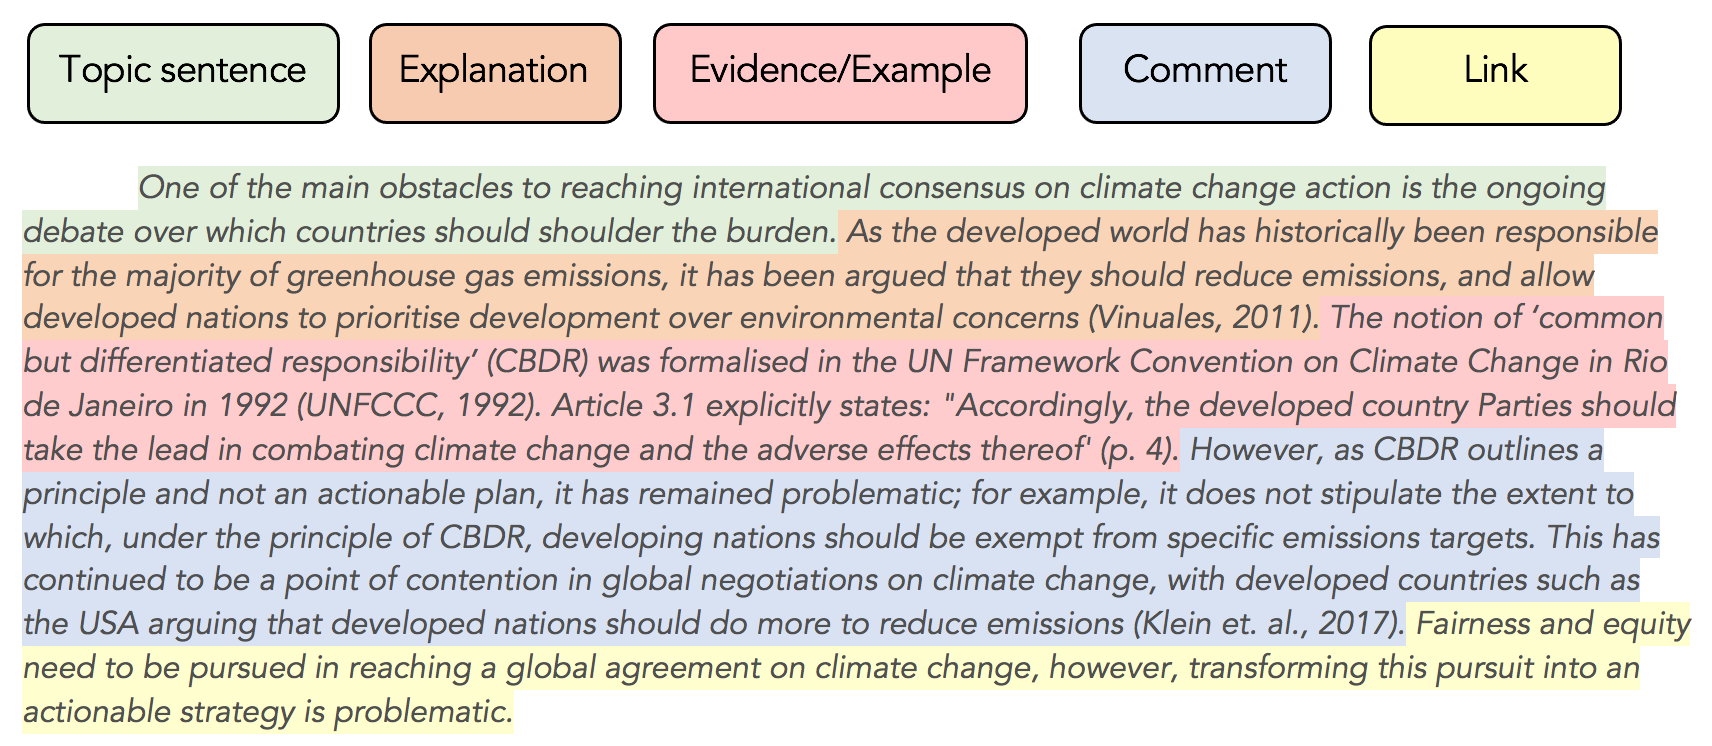 Topic sentence Explanation Evidence/Example Comment Link
One of the main obstacles to reaching international consensus on climate change action is the ongoing
debate over which countries should shoulder the burden. As the developed world has historically been responsible
for the majority of greenhouse gas emissions, it has been argued that they should reduce emissions, and allow
developed nations to prioritise development over environmental concerns (Vinuales, 2011). The notion of ‘common
but differentiated responsibility’ (CBDR) was formalised in the UN Framework Convention on Climate Change in Rio
de Janeiro in 1992 (UNFCCC, 1992). Article 3.1 explicitly states: "Accordingly, the developed country Parties should
take the lead in combating climate change and the adverse effects thereof' (p. 4). However, as CBDR outlines a
principle and not an actionable plan, it has remained problematic; for example, it does not stipulate the extent to
which, under the principle of CBDR, developing nations should be exempt from specific emissions targets. This has
continued to be a point of contention in global negotiations on climate change, with developed countries such as
the USA arguing that developed nations should do more to reduce emissions (Klein et. al., 2017). Fairness and equity
need to be pursued in reaching a global agreement on climate change, however, transforming this pursuit into an
actionable strategy is problematic.